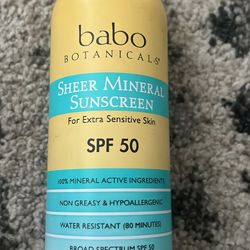 babo
BOTANICALS®
SHEER MINERAL
SUNSCREEN
For Extra Sensitive Skin
SPF 50
100% MINERAL ACTIVE INGREDIENTS
NON GREASY & HYPOALLERGENIC
WATER RESISTANT (80 MINUTES)
BROAD SPECTRUM SPF 50